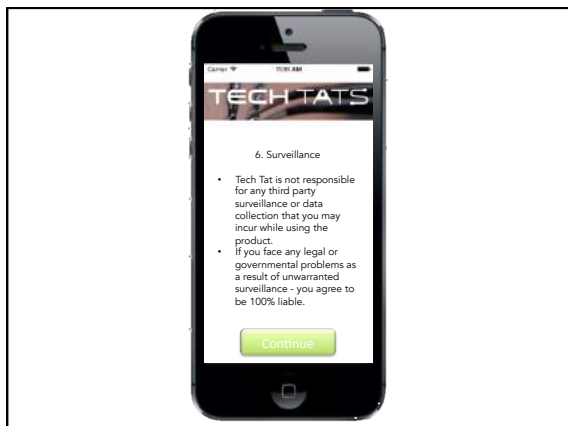 Carrier 11:51 AM
TECH TATS
6. Surveillance
• Tech Tat is not responsible
for any third party
surveillance or data
collection that you may
incur while using the
product.
• If you face any legal or
governmental problems as
a result of unwarranted
surveillance - you agree to
be 100% liable.
Continue